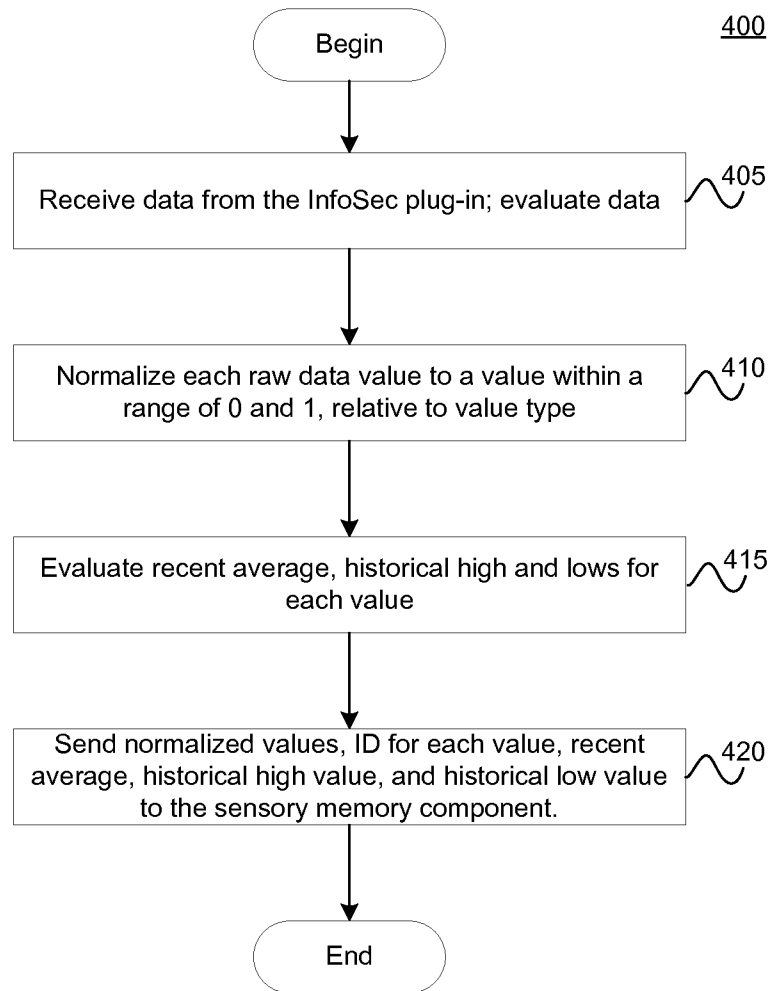 400
Begin
Receive data from the InfoSec plug-in; evaluate data
405
Normalize each raw data value to a value within a
range of 0 and 1, relative to value type
410
Evaluate recent average, historical high and lows for
each value
415
Send normalized values, ID for each value, recent
average, historical high value, and historical low value
to the sensory memory component.
420
End